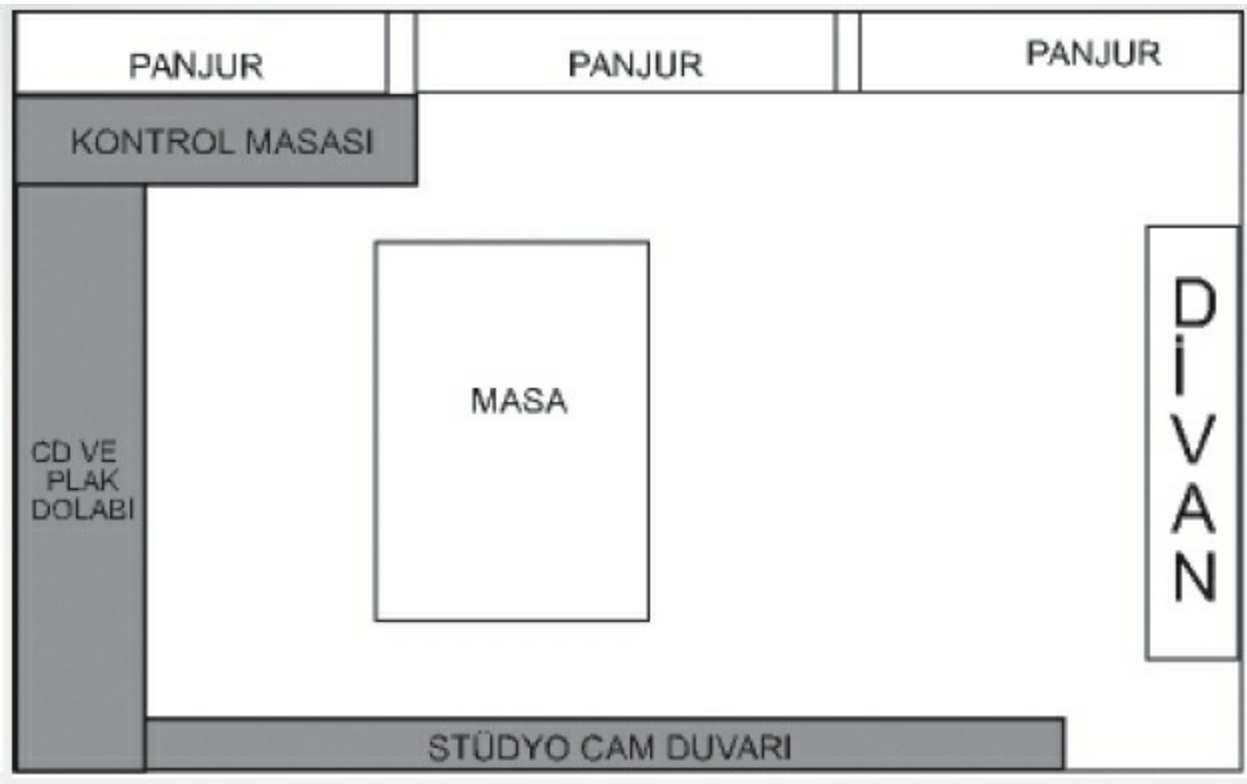 PANJUR
PANJUR
PANJUR
KONTROL MASASI
MASA
CD VE
PLAK
DOLABI
DİVAN
STÜDYO CAM DUVARI